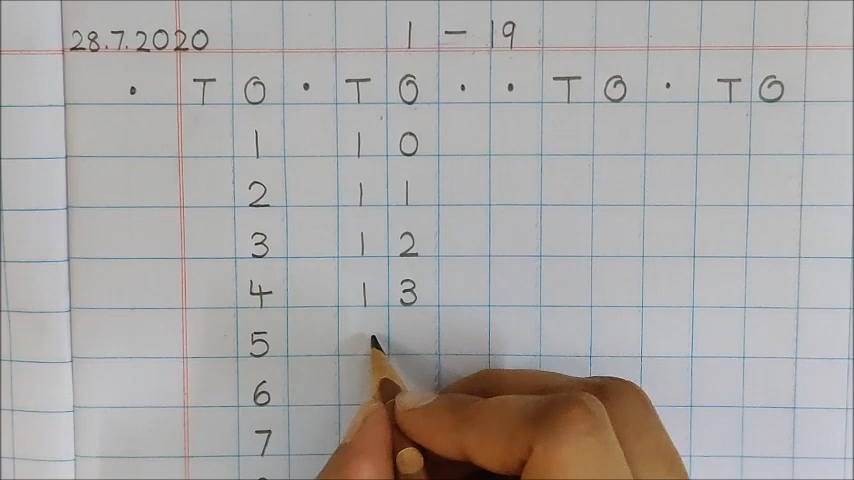 28.7.2020 1 - 19
. T O . T O . . T O . T O
1 1 0
2 1 1
3 1 2
4 1 3
5
6
7